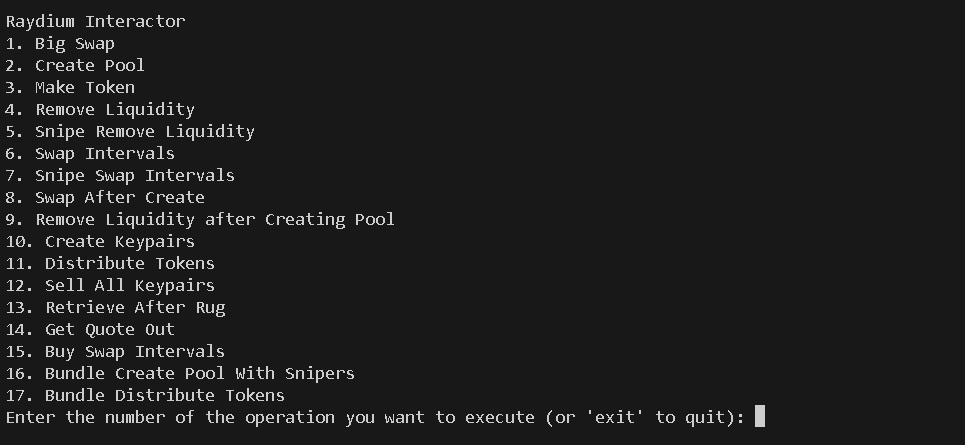 Raydium Interactor
1. Big Swap
2. Create Pool
3. Make Token
4. Remove Liquidity
5. Snipe Remove Liquidity
6. Swap Intervals
7. Snipe Swap Intervals
8. Swap After Create
9. Remove Liquidity after Creating Pool
10. Create Keypairs
11. Distribute Tokens
12. Sell All Keypairs
13. Retrieve After Rug
14. Get Quote Out
15. Buy Swap Intervals
16. Bundle Create Pool With Snipers
17. Bundle Distribute Tokens
Enter the number of the operation you want to execute (or 'exit' to quit):